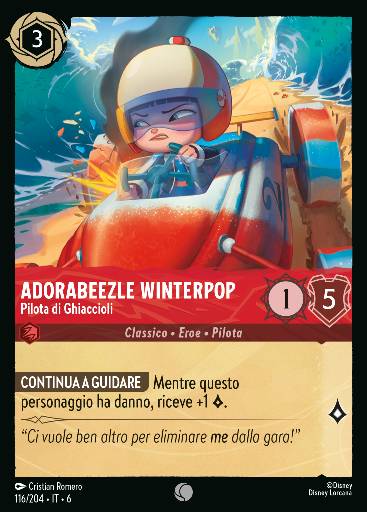 3
ADORABEEZLE WINTERPOP
Pilota di Ghiaccioli
1
5
Classico • Eroe • Pilota
CONTINUA A GUIDARE Mentre questo
personaggio ha danno, riceve +1 ◊.
“Ci vuole ben altro per eliminare me dalla gara!”
Cristian Romero
116/204 • IT • 6
©Disney
Disney Lorcana